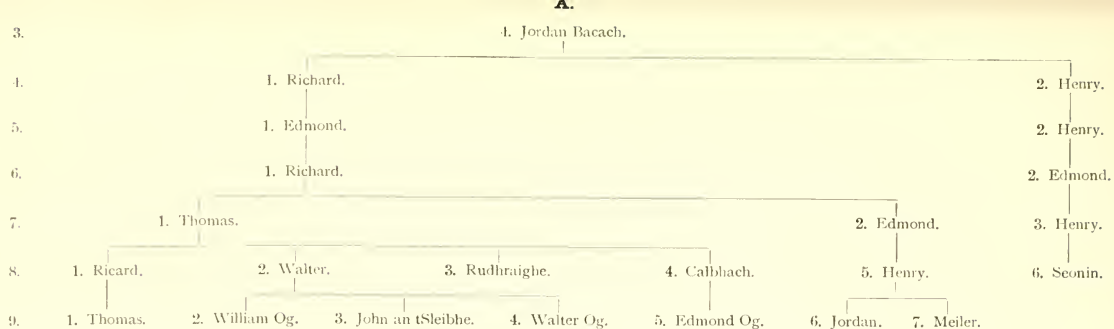 A.
3. 4. Jordan Bacach.
4. 1. Richard. 2. Henry.
5. 1. Edmond. 2. Henry.
6. 1. Richard. 2. Edmond.
7. 1. Thomas. 2. Edmond. 3. Henry.
8. 1. Ricard. 2. Walter. 3. Rudhraighe. 4. Calbhach. 5. Henry. 6. Seonin.
9. 1. Thomas. 2. William Og. 3. John an tSleibhe. 4. Walter Og. 5. Edmond Og. 6. Jordan. 7. Meiler.